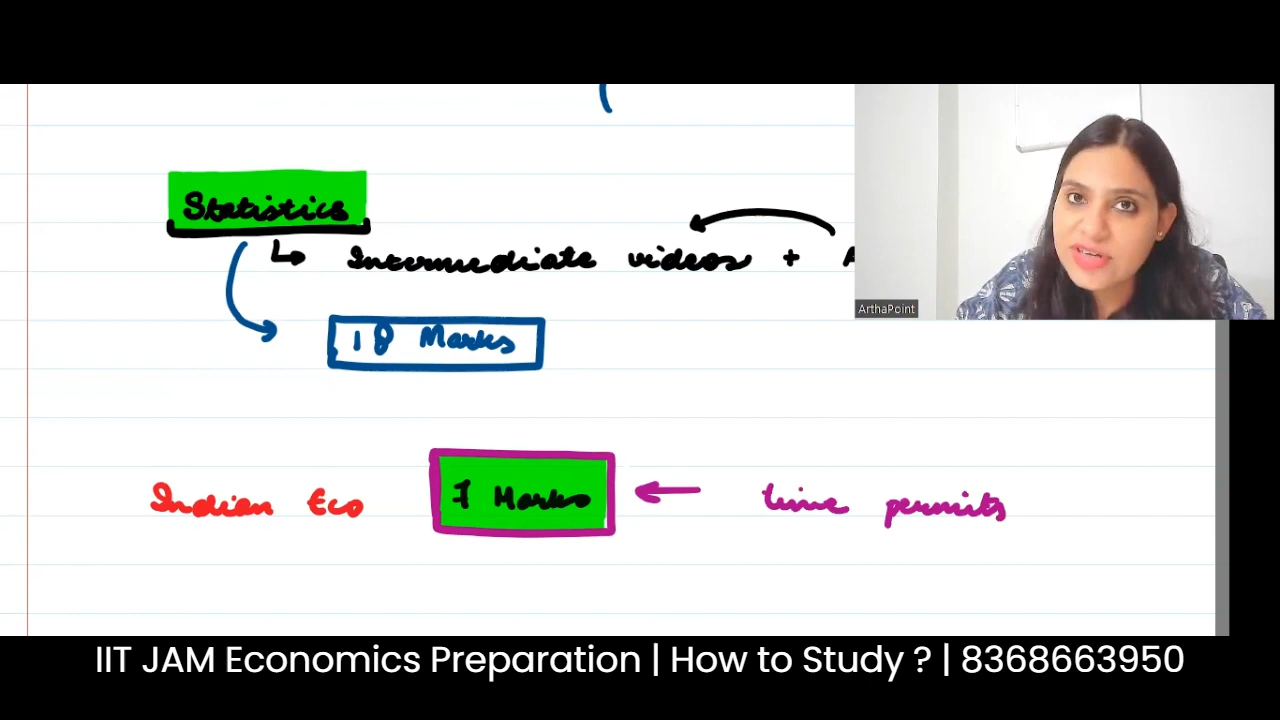 Statistics
↳ Intermediate videos +
18 Marks
Indian Eco 7 Marks ← time permits
ArthaPoint
IIT JAM Economics Preparation | How to Study ? | 8368663950